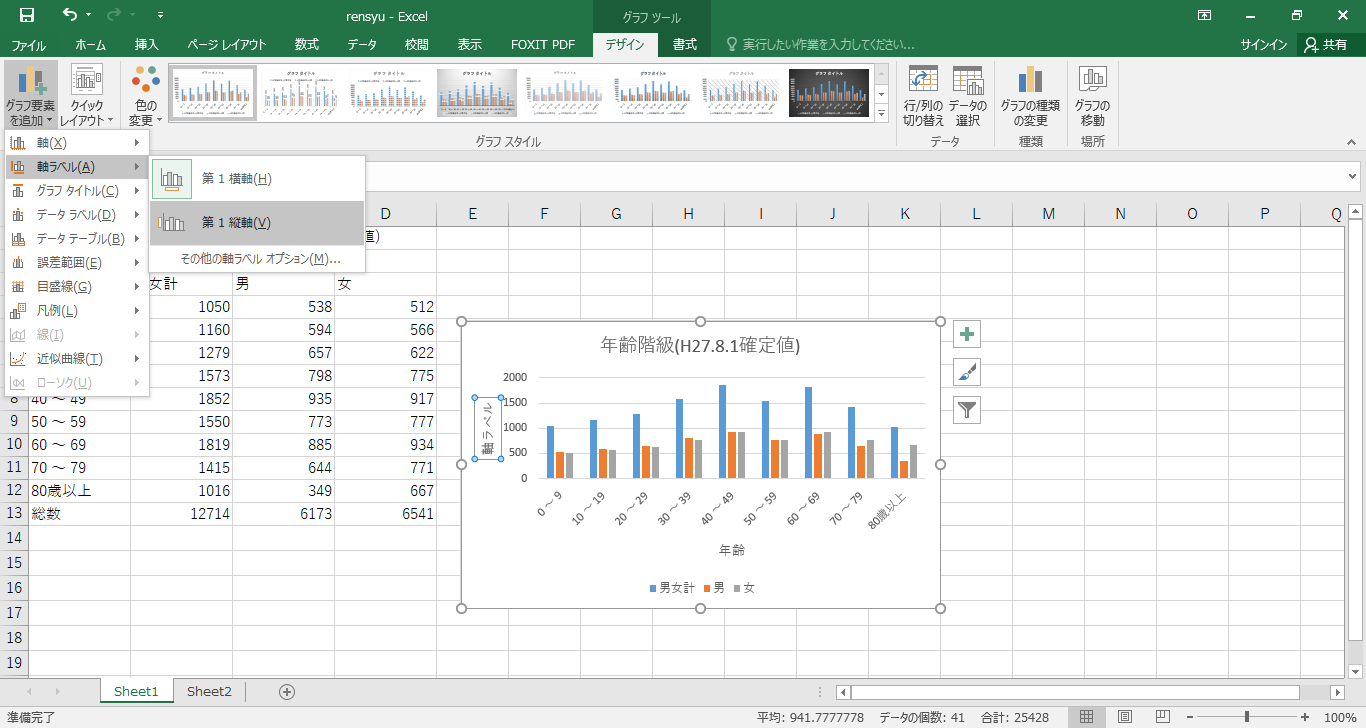 rensyu - Excel
グラフ ツール
ファイル ホーム 挿入 ページ レイアウト 数式 データ 校閲 表示 FOXIT PDF デザイン 書式 実行したい作業を入力してください... サインイン 共有
グラフ要素を追加
クイックレイアウト
色の変更
行/列の切り替え
データの選択
グラフの種類の変更
グラフの移動
グラフ スタイル
データ
種類
場所
軸(X)
軸ラベル(A)
グラフ タイトル(C)
データ ラベル(D)
データ テーブル(B)
誤差範囲(E)
目盛線(G)
凡例(L)
線(I)
近似曲線(T)
ローソク(U)
第 1 横軸(H)
第 1 縦軸(V)
その他の軸ラベル オプション(M)...
D E F G H I J K L M N O P Q
値)
女計 男 女
1050 538 512
1160 594 566
1279 657 622
1573 798 775
8 40 ～ 49 1852 935 917
9 50 ～ 59 1550 773 777
10 60 ～ 69 1819 885 934
11 70 ～ 79 1415 644 771
12 80歳以上 1016 349 667
13 総数 12714 6173 6541
14
15
16
17
18
19
年齢階級(H27.8.1確定値)
2000
1500
1000
500
0
軸ラベル
0 ～ 9
10 ～ 19
20 ～ 29
30 ～ 39
40 ～ 49
50 ～ 59
60 ～ 69
70 ～ 79
80歳以上
年齢
男女計 男 女
Sheet1 Sheet2
準備完了 平均: 941.7777778 データの個数: 41 合計: 25428 100%